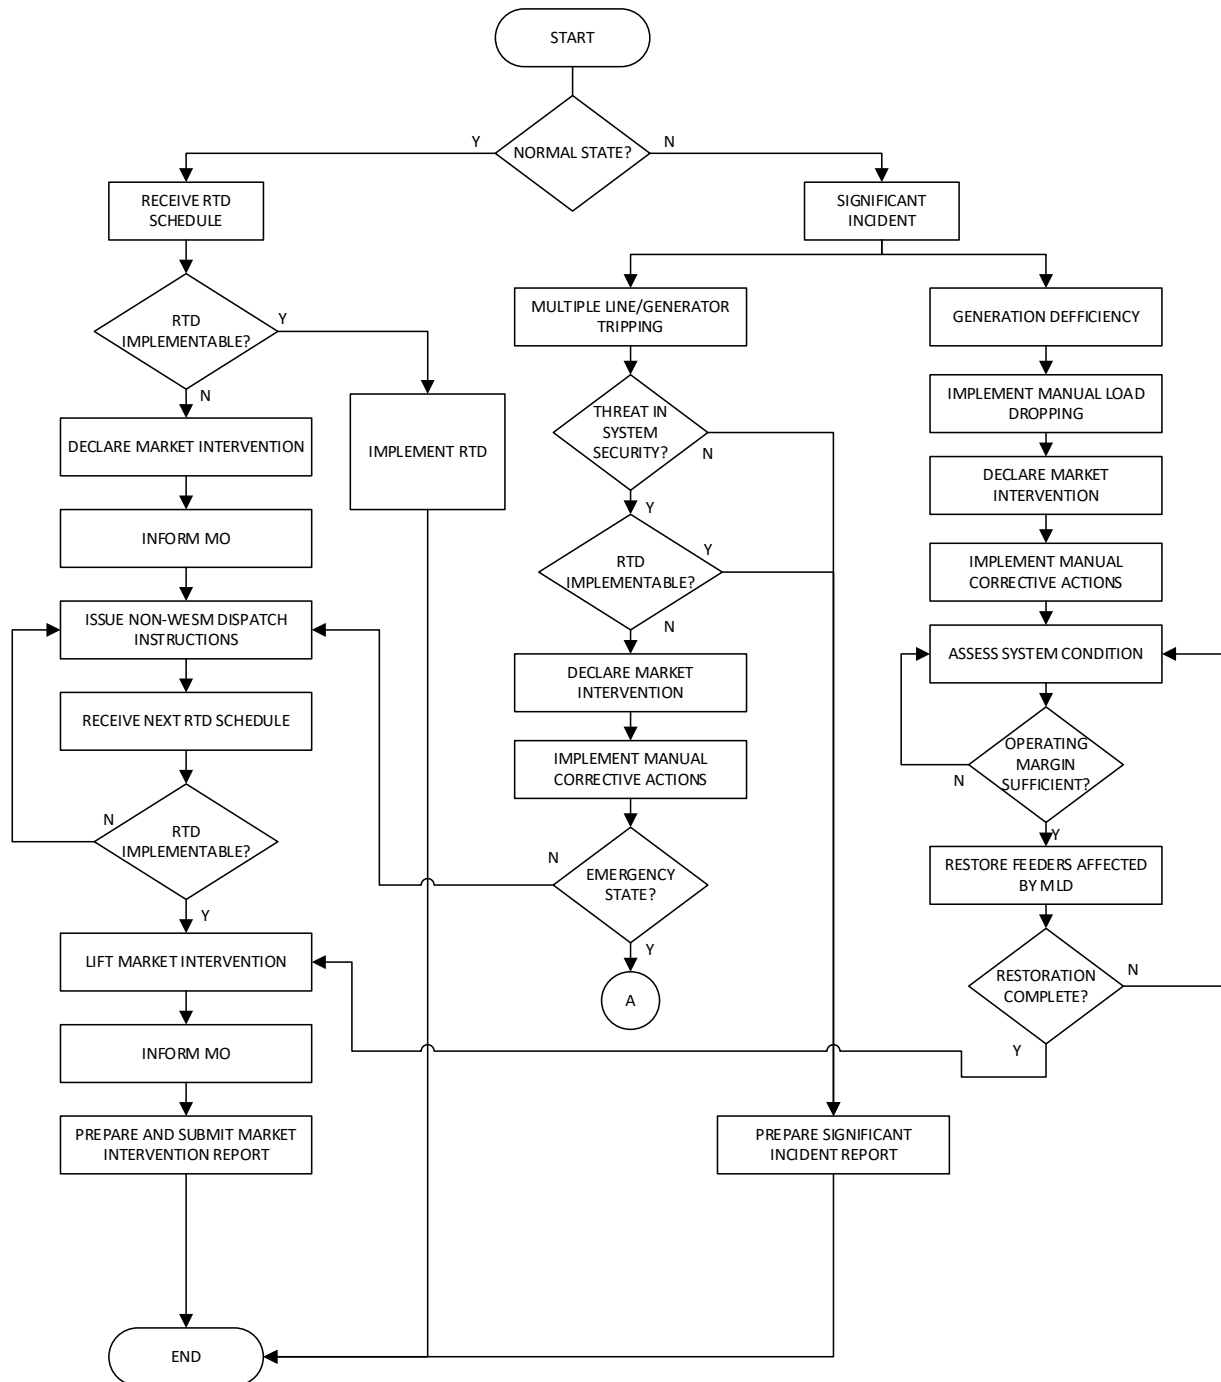 START
NORMAL STATE?
Y
N
RECEIVE RTD
SCHEDULE
SIGNIFICANT
INCIDENT
RTD
IMPLEMENTABLE?
Y
N
MULTIPLE LINE/GENERATOR
TRIPPING
GENERATION DEFFICIENCY
DECLARE MARKET INTERVENTION
IMPLEMENT RTD
THREAT IN
SYSTEM
SECURITY?
N
Y
IMPLEMENT MANUAL LOAD
DROPPING
INFORM MO
RTD
IMPLEMENTABLE?
Y
N
DECLARE MARKET
INTERVENTION
IMPLEMENT MANUAL
CORRECTIVE ACTIONS
ISSUE NON-WESM DISPATCH
INSTRUCTIONS
DECLARE MARKET
INTERVENTION
ASSESS SYSTEM CONDITION
RECEIVE NEXT RTD SCHEDULE
IMPLEMENT MANUAL
CORRECTIVE ACTIONS
OPERATING
MARGIN
SUFFICIENT?
N
Y
RTD
IMPLEMENTABLE?
N
Y
EMERGENCY
STATE?
N
Y
RESTORE FEEDERS AFFECTED
BY MLD
LIFT MARKET INTERVENTION
A
RESTORATION
COMPLETE?
N
Y
INFORM MO
PREPARE AND SUBMIT MARKET
INTERVENTION REPORT
PREPARE SIGNIFICANT
INCIDENT REPORT
END